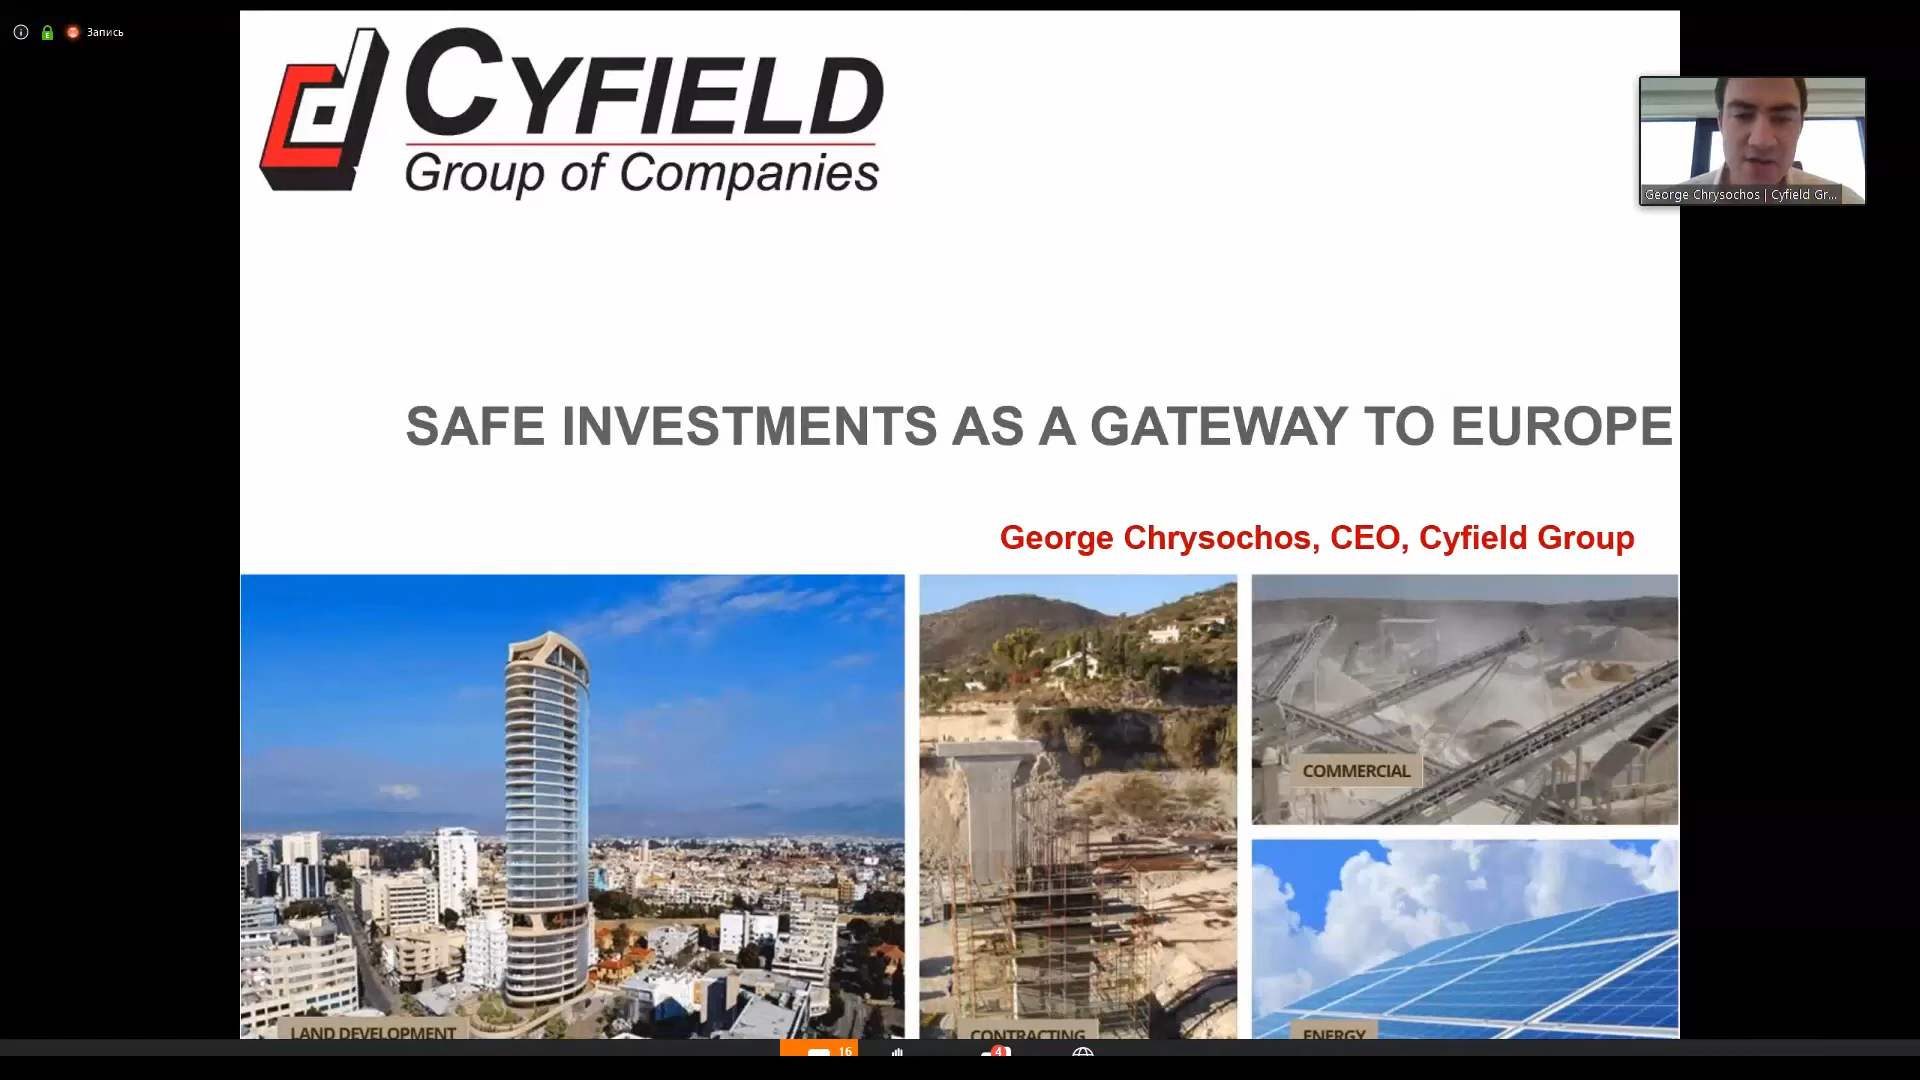 Запись
CYFIELD
Group of Companies
George Chrysochos | Cyfield Gr...
SAFE INVESTMENTS AS A GATEWAY TO EUROPE
George Chrysochos, CEO, Cyfield Group
COMMERCIAL
LAND DEVELOPMENT
CONTRACTING
ENERGY
16
4